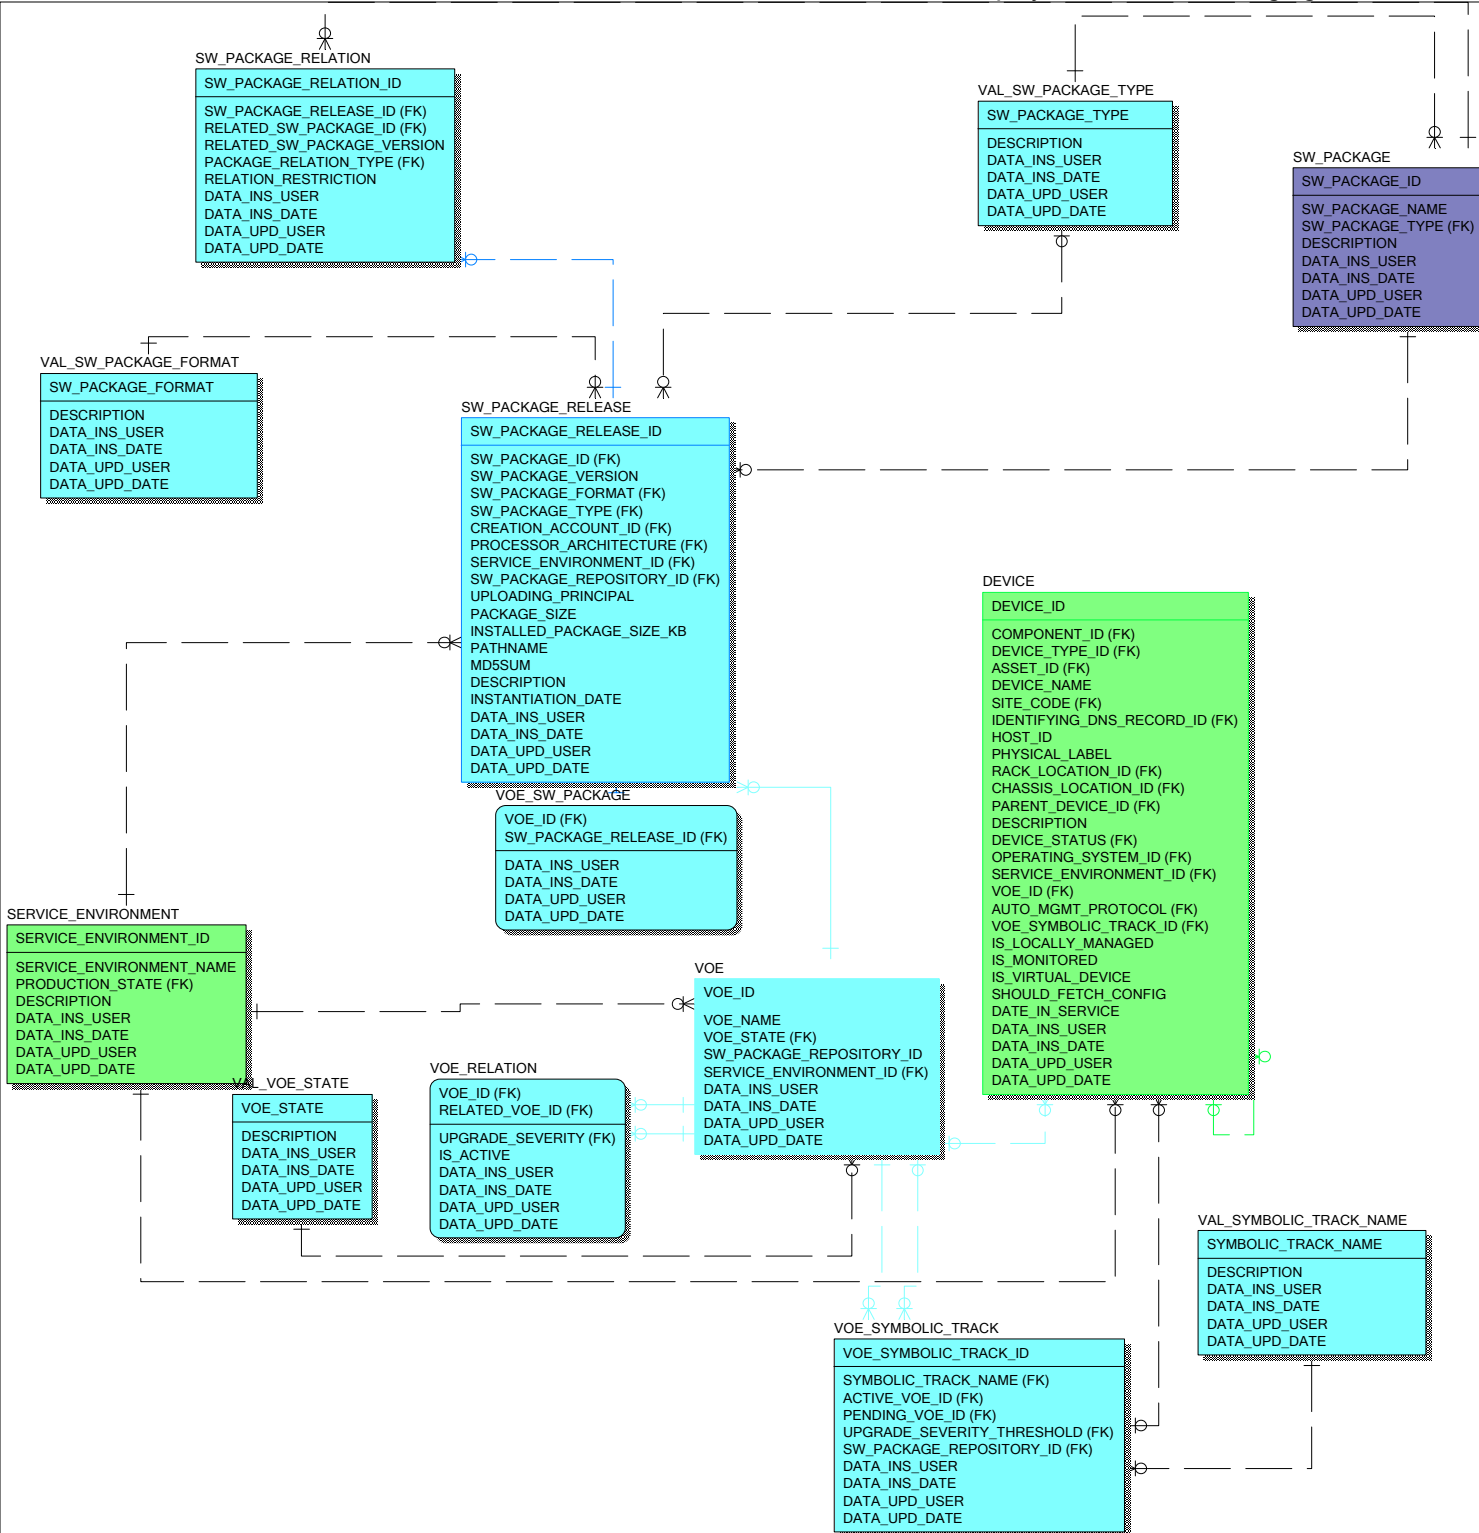 SW_PACKAGE_RELATION
SW_PACKAGE_RELATION_ID
SW_PACKAGE_RELEASE_ID (FK)
RELATED_SW_PACKAGE_ID (FK)
RELATED_SW_PACKAGE_VERSION
PACKAGE_RELATION_TYPE (FK)
RELATION_RESTRICTION
DATA_INS_USER
DATA_INS_DATE
DATA_UPD_USER
DATA_UPD_DATE
VAL_SW_PACKAGE_TYPE
SW_PACKAGE_TYPE
DESCRIPTION
DATA_INS_USER
DATA_INS_DATE
DATA_UPD_USER
DATA_UPD_DATE
SW_PACKAGE
SW_PACKAGE_ID
SW_PACKAGE_NAME
SW_PACKAGE_TYPE (FK)
DESCRIPTION
DATA_INS_USER
DATA_INS_DATE
DATA_UPD_USER
DATA_UPD_DATE
VAL_SW_PACKAGE_FORMAT
SW_PACKAGE_FORMAT
DESCRIPTION
DATA_INS_USER
DATA_INS_DATE
DATA_UPD_USER
DATA_UPD_DATE
SW_PACKAGE_RELEASE
SW_PACKAGE_RELEASE_ID
SW_PACKAGE_ID (FK)
SW_PACKAGE_VERSION
SW_PACKAGE_FORMAT (FK)
SW_PACKAGE_TYPE (FK)
CREATION_ACCOUNT_ID (FK)
PROCESSOR_ARCHITECTURE (FK)
SERVICE_ENVIRONMENT_ID (FK)
SW_PACKAGE_REPOSITORY_ID (FK)
UPLOADING_PRINCIPAL
PACKAGE_SIZE
INSTALLED_PACKAGE_SIZE_KB
PATHNAME
MD5SUM
DESCRIPTION
INSTANTIATION_DATE
DATA_INS_USER
DATA_INS_DATE
DATA_UPD_USER
DATA_UPD_DATE
DEVICE
DEVICE_ID
COMPONENT_ID (FK)
DEVICE_TYPE_ID (FK)
ASSET_ID (FK)
DEVICE_NAME
SITE_CODE (FK)
IDENTIFYING_DNS_RECORD_ID (FK)
HOST_ID
PHYSICAL_LABEL
RACK_LOCATION_ID (FK)
CHASSIS_LOCATION_ID (FK)
PARENT_DEVICE_ID (FK)
DESCRIPTION
DEVICE_STATUS (FK)
OPERATING_SYSTEM_ID (FK)
SERVICE_ENVIRONMENT_ID (FK)
VOE_ID (FK)
AUTO_MGMT_PROTOCOL (FK)
VOE_SYMBOLIC_TRACK_ID (FK)
IS_LOCALLY_MANAGED
IS_MONITORED
IS_VIRTUAL_DEVICE
SHOULD_FETCH_CONFIG
DATE_IN_SERVICE
DATA_INS_USER
DATA_INS_DATE
DATA_UPD_USER
DATA_UPD_DATE
VOE_SW_PACKAGE
VOE_ID (FK)
SW_PACKAGE_RELEASE_ID (FK)
DATA_INS_USER
DATA_INS_DATE
DATA_UPD_USER
DATA_UPD_DATE
SERVICE_ENVIRONMENT
SERVICE_ENVIRONMENT_ID
SERVICE_ENVIRONMENT_NAME
PRODUCTION_STATE (FK)
DESCRIPTION
DATA_INS_USER
DATA_INS_DATE
DATA_UPD_USER
DATA_UPD_DATE
VOE
VOE_ID
VOE_NAME
VOE_STATE (FK)
SW_PACKAGE_REPOSITORY_ID
SERVICE_ENVIRONMENT_ID (FK)
DATA_INS_USER
DATA_INS_DATE
DATA_UPD_USER
DATA_UPD_DATE
VAL_VOE_STATE
VOE_STATE
DESCRIPTION
DATA_INS_USER
DATA_INS_DATE
DATA_UPD_USER
DATA_UPD_DATE
VOE_RELATION
VOE_ID (FK)
RELATED_VOE_ID (FK)
UPGRADE_SEVERITY (FK)
IS_ACTIVE
DATA_INS_USER
DATA_INS_DATE
DATA_UPD_USER
DATA_UPD_DATE
VAL_SYMBOLIC_TRACK_NAME
SYMBOLIC_TRACK_NAME
DESCRIPTION
DATA_INS_USER
DATA_INS_DATE
DATA_UPD_USER
DATA_UPD_DATE
VOE_SYMBOLIC_TRACK
VOE_SYMBOLIC_TRACK_ID
SYMBOLIC_TRACK_NAME (FK)
ACTIVE_VOE_ID (FK)
PENDING_VOE_ID (FK)
UPGRADE_SEVERITY_THRESHOLD (FK)
SW_PACKAGE_REPOSITORY_ID (FK)
DATA_INS_USER
DATA_INS_DATE
DATA_UPD_USER
DATA_UPD_DATE